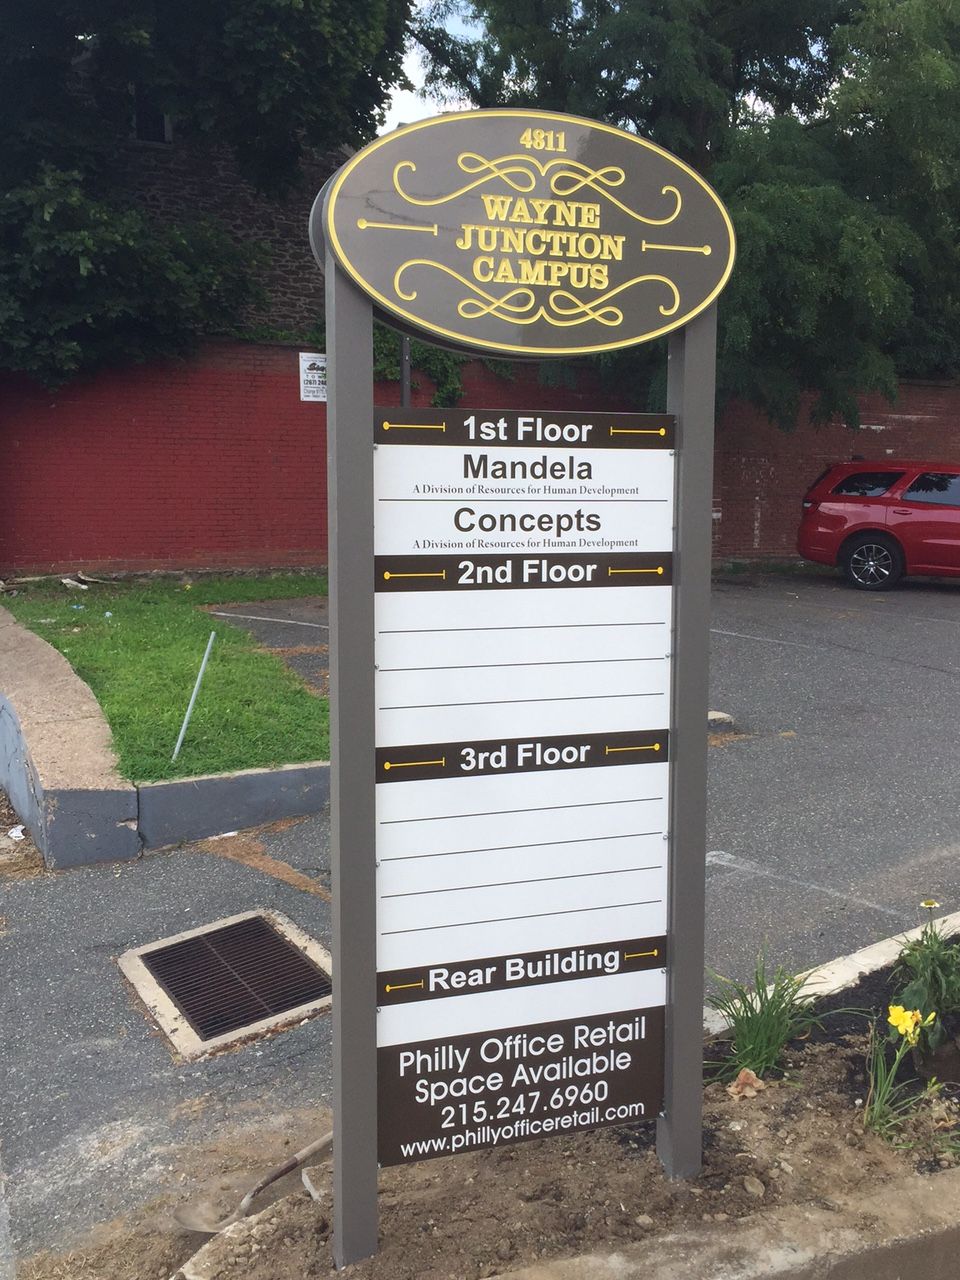 4811
WAYNE
JUNCTION
CAMPUS
1st Floor
Mandela
A Division of Resources for Human Development
Concepts
A Division of Resources for Human Development
2nd Floor
3rd Floor
Rear Building
Philly Office Retail
Space Available
215.247.6960
www.phillyofficeretail.com